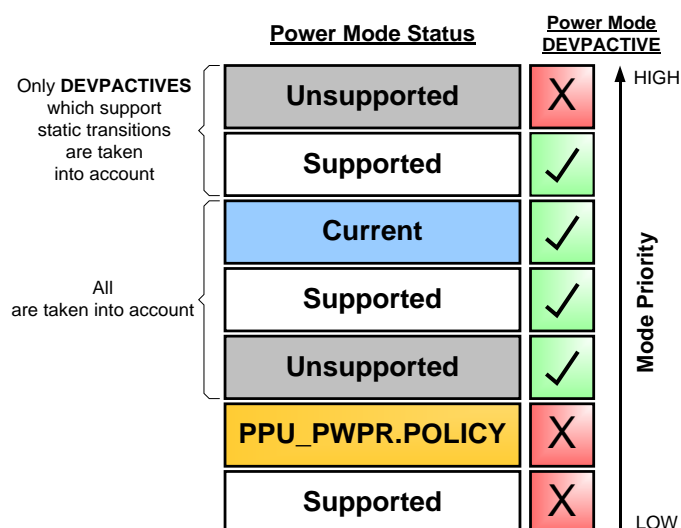 Power Mode Status
Power Mode
DEVPACTIVE
Only DEVPACTIVES
which support
static transitions
are taken
into account
Unsupported
X
HIGH
Supported
✓
All
are taken into account
Current
✓
Supported
✓
Unsupported
✓
Mode Priority
PPU_PWPR.POLICY
X
Supported
X
LOW